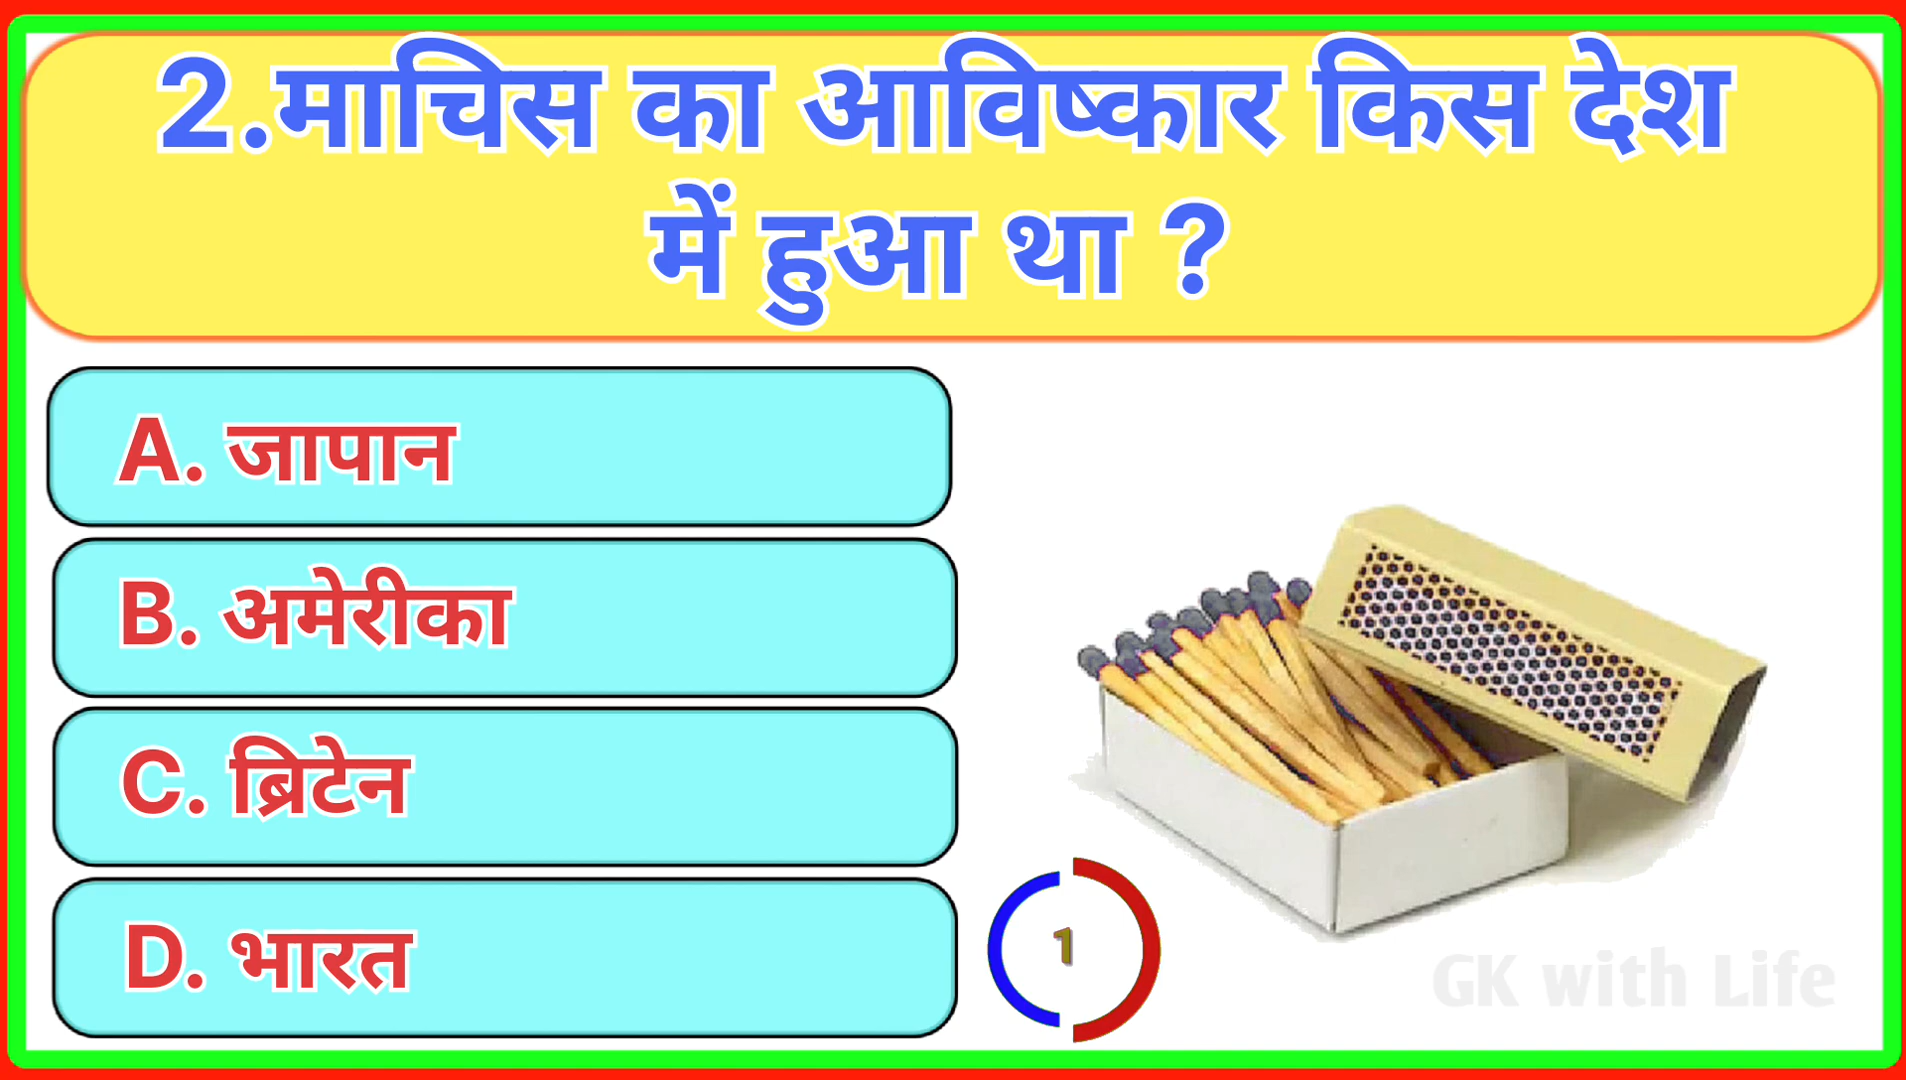 2.माचिस का आविष्कार किस देश
में हुआ था ?
A. जापान
B. अमेरीका
C. ब्रिटेन
D. भारत
1
GK with Life